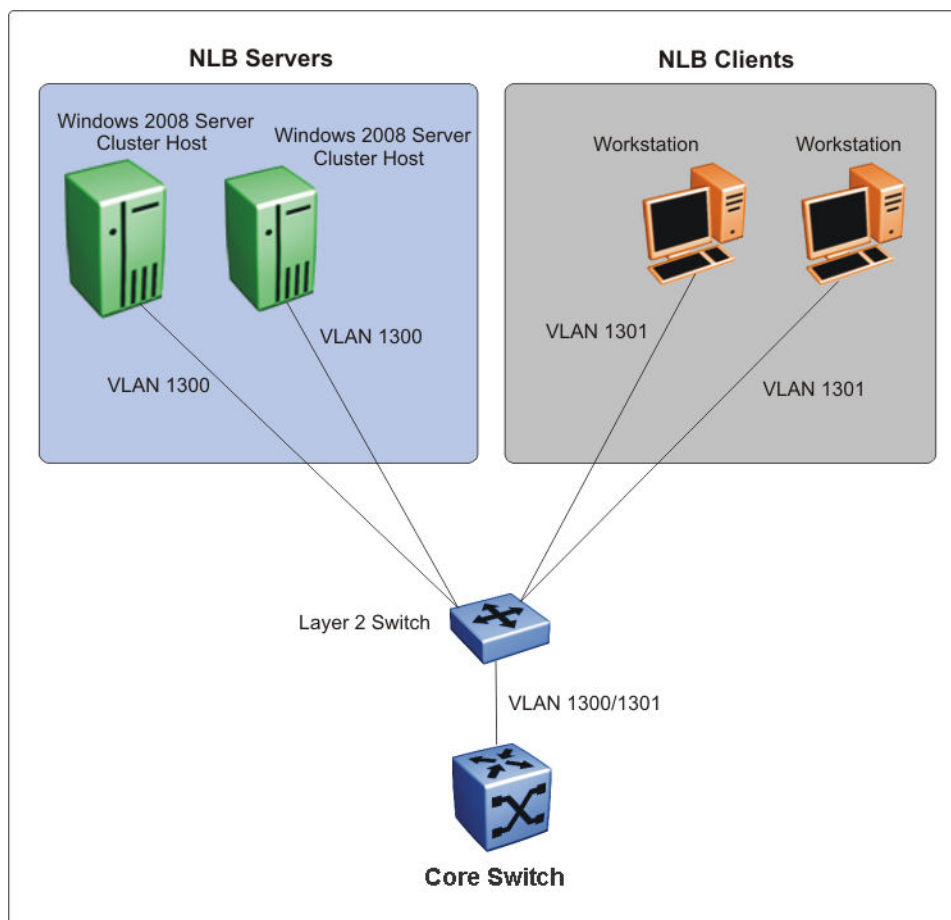 NLB Servers
NLB Clients
Windows 2008 Server
Cluster Host
Windows 2008 Server
Cluster Host
Workstation
Workstation
VLAN 1300
VLAN 1300
VLAN 1301
VLAN 1301
Layer 2 Switch
VLAN 1300/1301
Core Switch